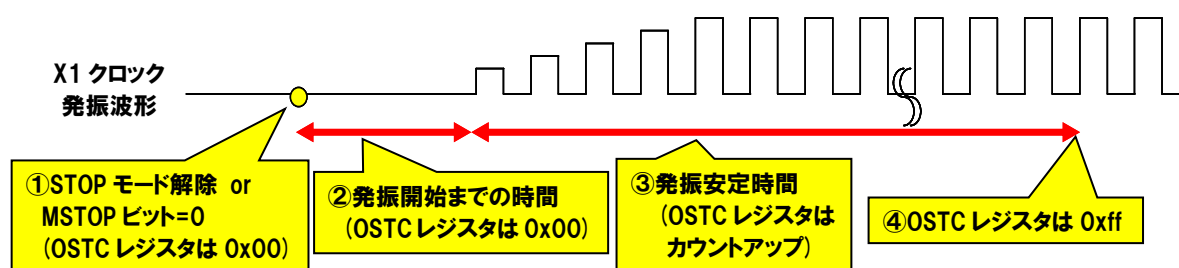 X1 クロック
発振波形
①STOP モード解除 or
MSTOP ビット=0
(OSTC レジスタは 0x00)
②発振開始までの時間
(OSTC レジスタは 0x00)
③発振安定時間
(OSTC レジスタは
カウントアップ)
④OSTC レジスタは 0xff